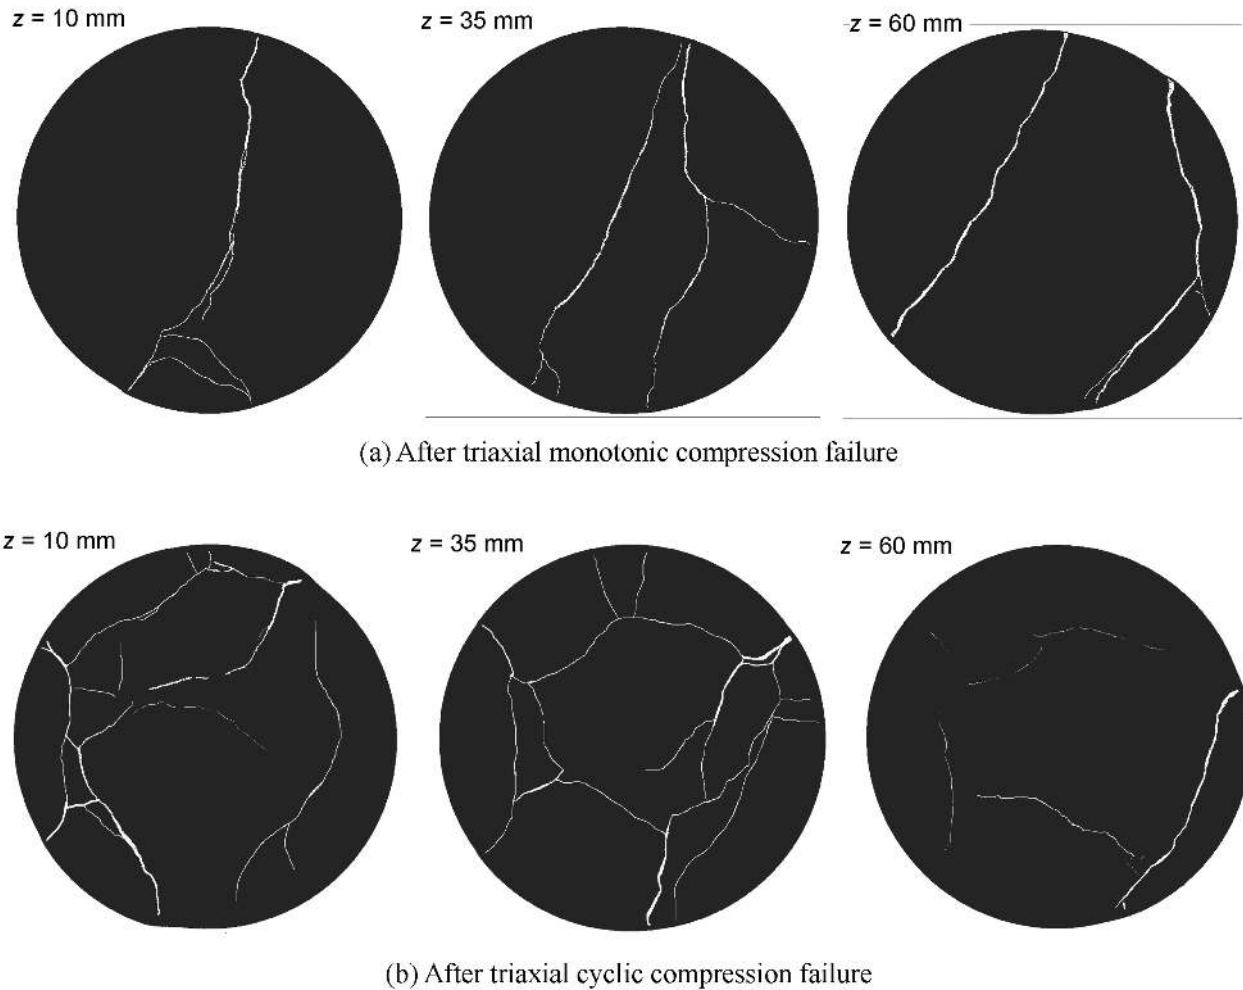 z = 10 mm
z = 35 mm
z = 60 mm
(a) After triaxial monotonic compression failure
z = 10 mm
z = 35 mm
z = 60 mm
(b) After triaxial cyclic compression failure